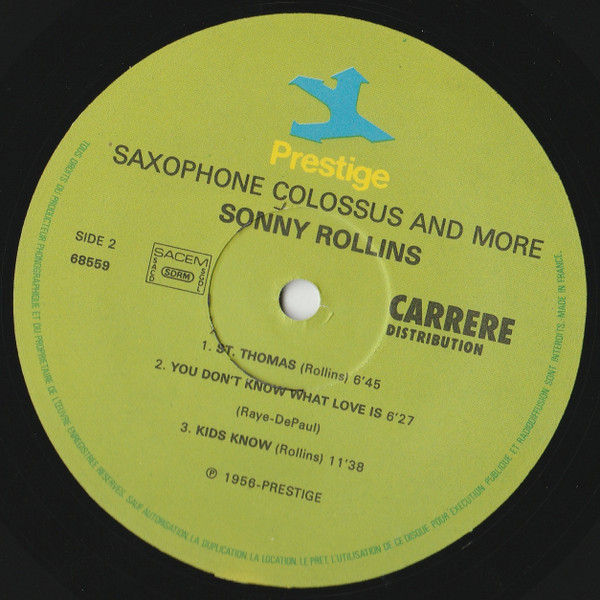 Prestige
SAXOPHONE COLOSSUS AND MORE
SONNY ROLLINS
SIDE 2
68559
SACEM
SACD
SDRM
SGDL
CARRERE
DISTRIBUTION
1. ST. THOMAS (Rollins) 6'45
2. YOU DON'T KNOW WHAT LOVE IS 6'27
(Raye-DePaul)
3. KIDS KNOW (Rollins) 11'38
℗ 1956-PRESTIGE
TOUS DROITS DU PRODUCTEUR PHONOGRAPHIQUE ET DU PROPRIETAIRE DE L'ŒUVRE ENREGISTREE RESERVES. SAUF AUTORISATION, LA DUPLICATION, LA LOCATION, LE PRET, L'UTILISATION DE CE DISQUE POUR EXECUTION PUBLIQUE ET RADIODIFFUSION SONT INTERDITS.-MADE IN FRANCE.